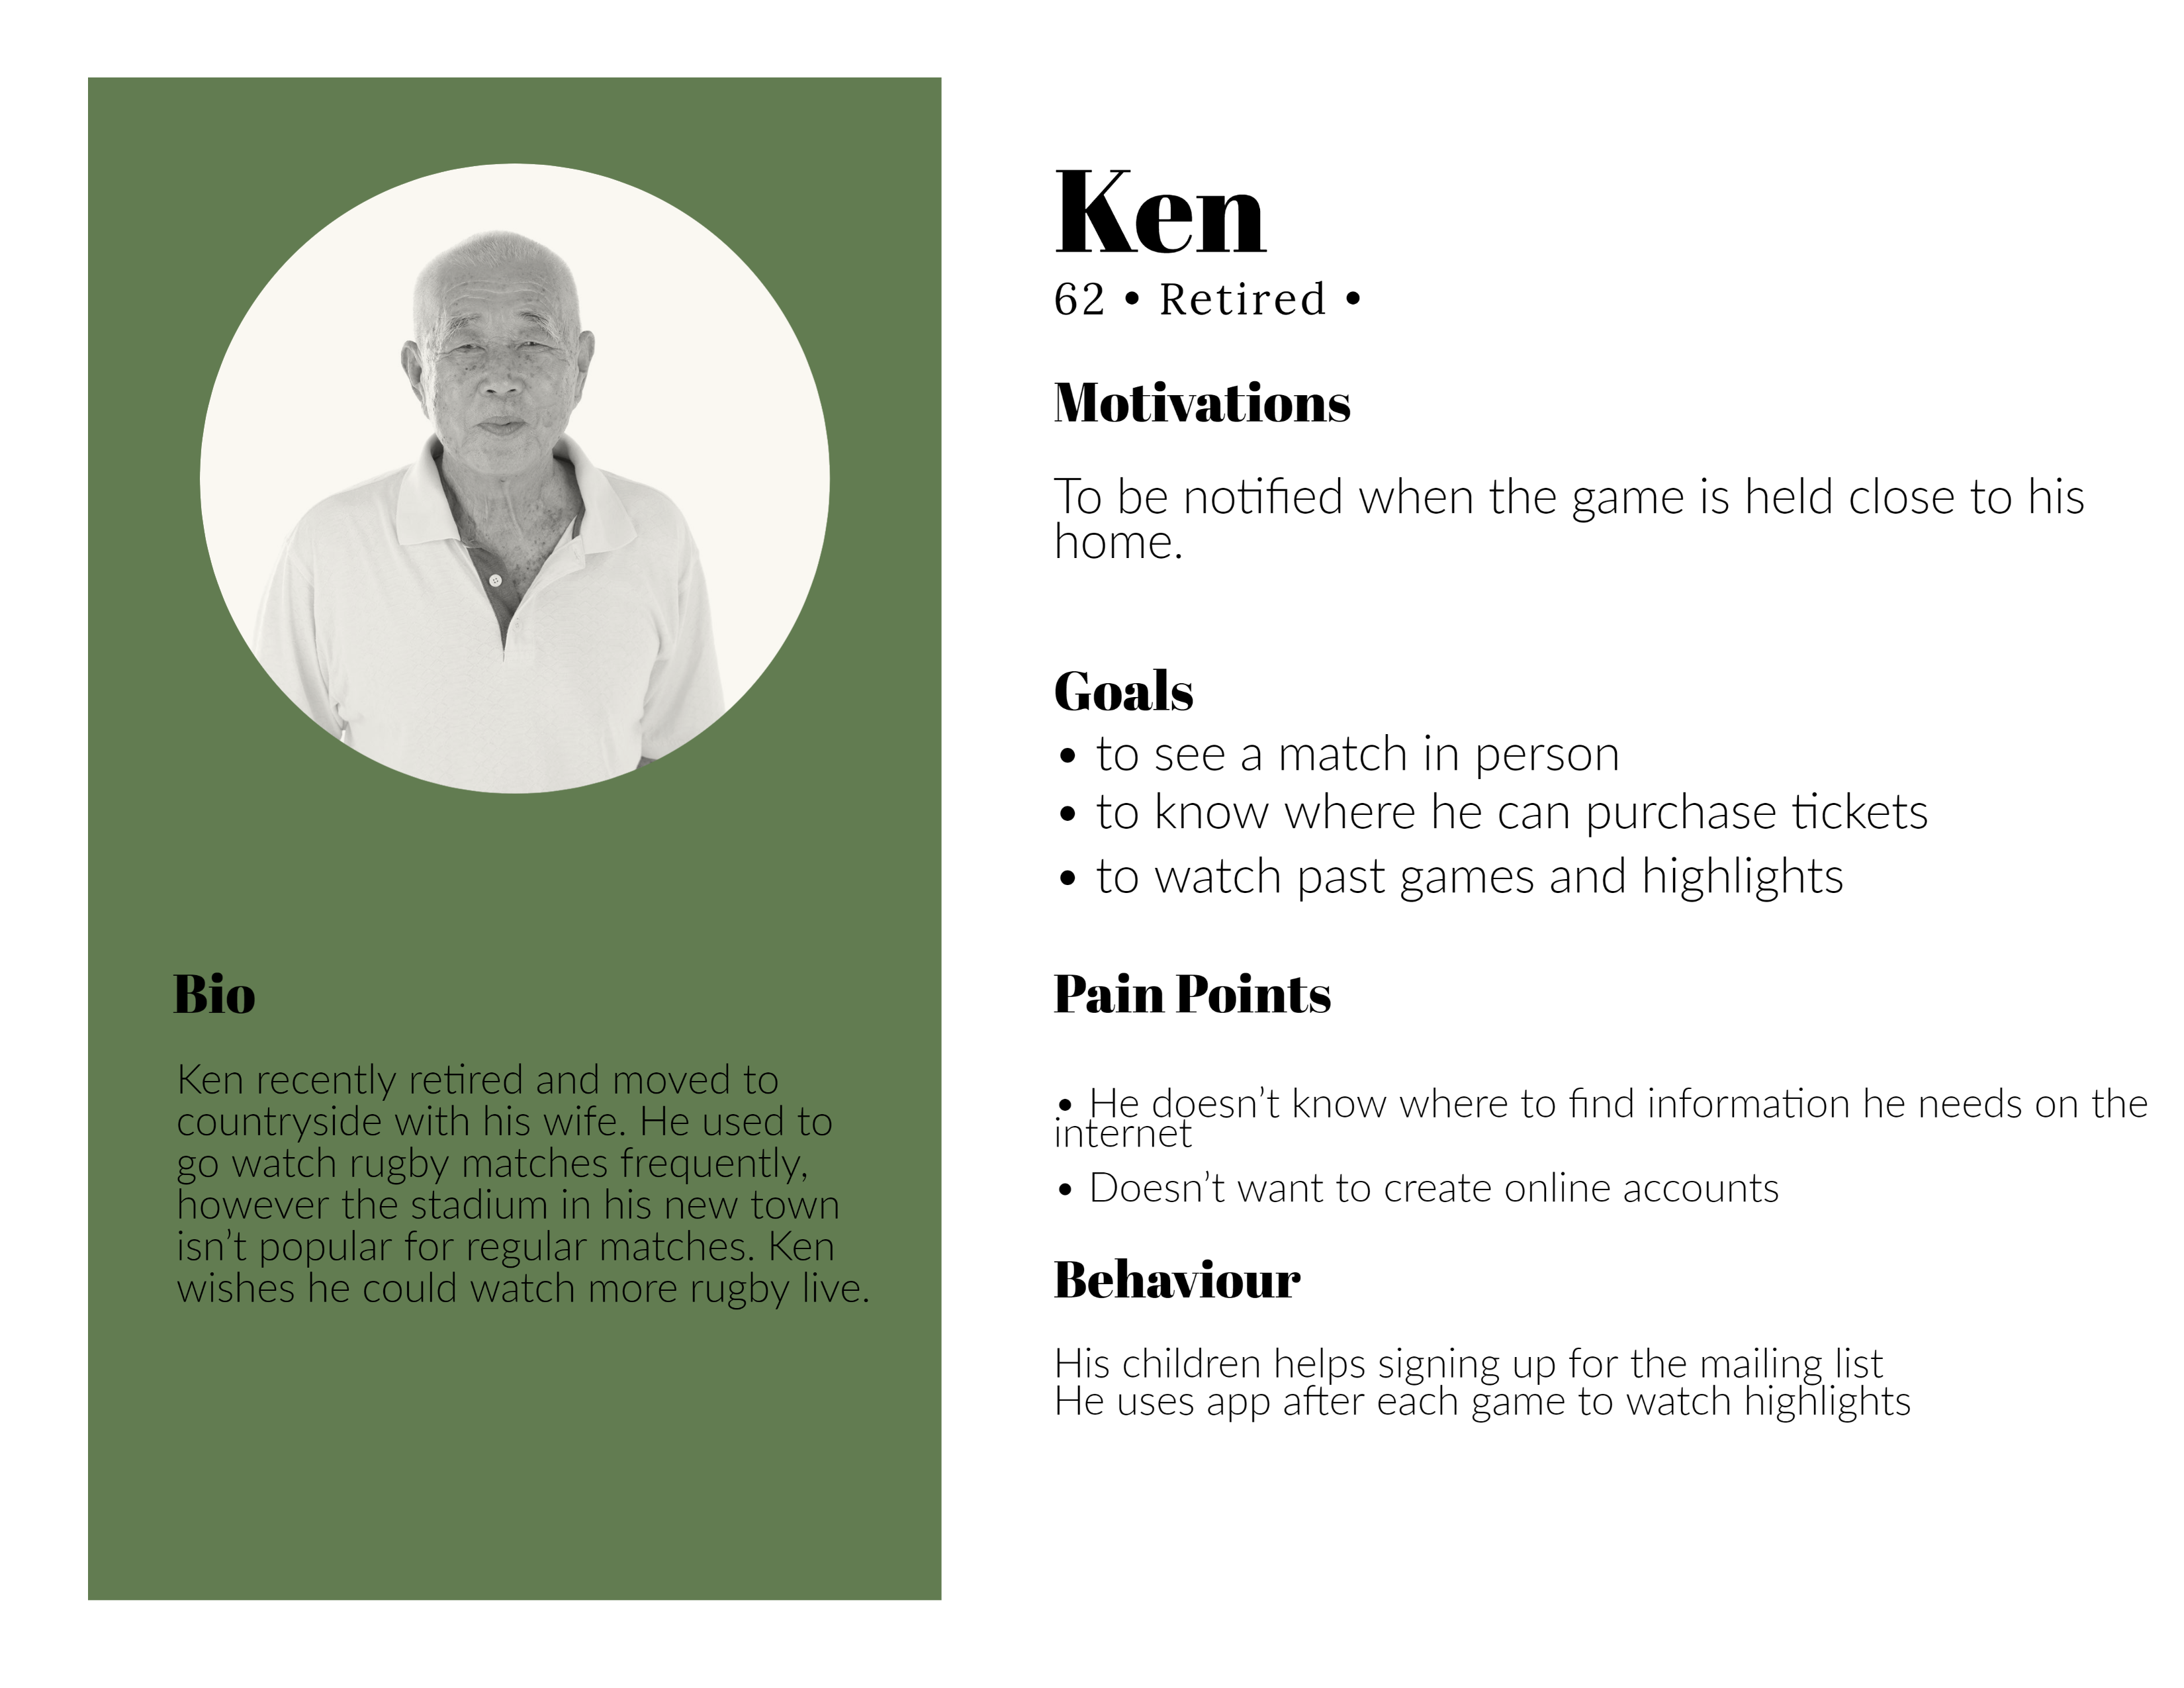 Ken
62 • Retired •
Motivations
To be notified when the game is held close to his
home.
Goals
• to see a match in person
• to know where he can purchase tickets
• to watch past games and highlights
Bio
Ken recently retired and moved to
countryside with his wife. He used to
go watch rugby matches frequently,
however the stadium in his new town
isn’t popular for regular matches. Ken
wishes he could watch more rugby live.
Pain Points
• He doesn’t know where to find information he needs on the
internet
• Doesn’t want to create online accounts
Behaviour
His children helps signing up for the mailing list
He uses app after each game to watch highlights